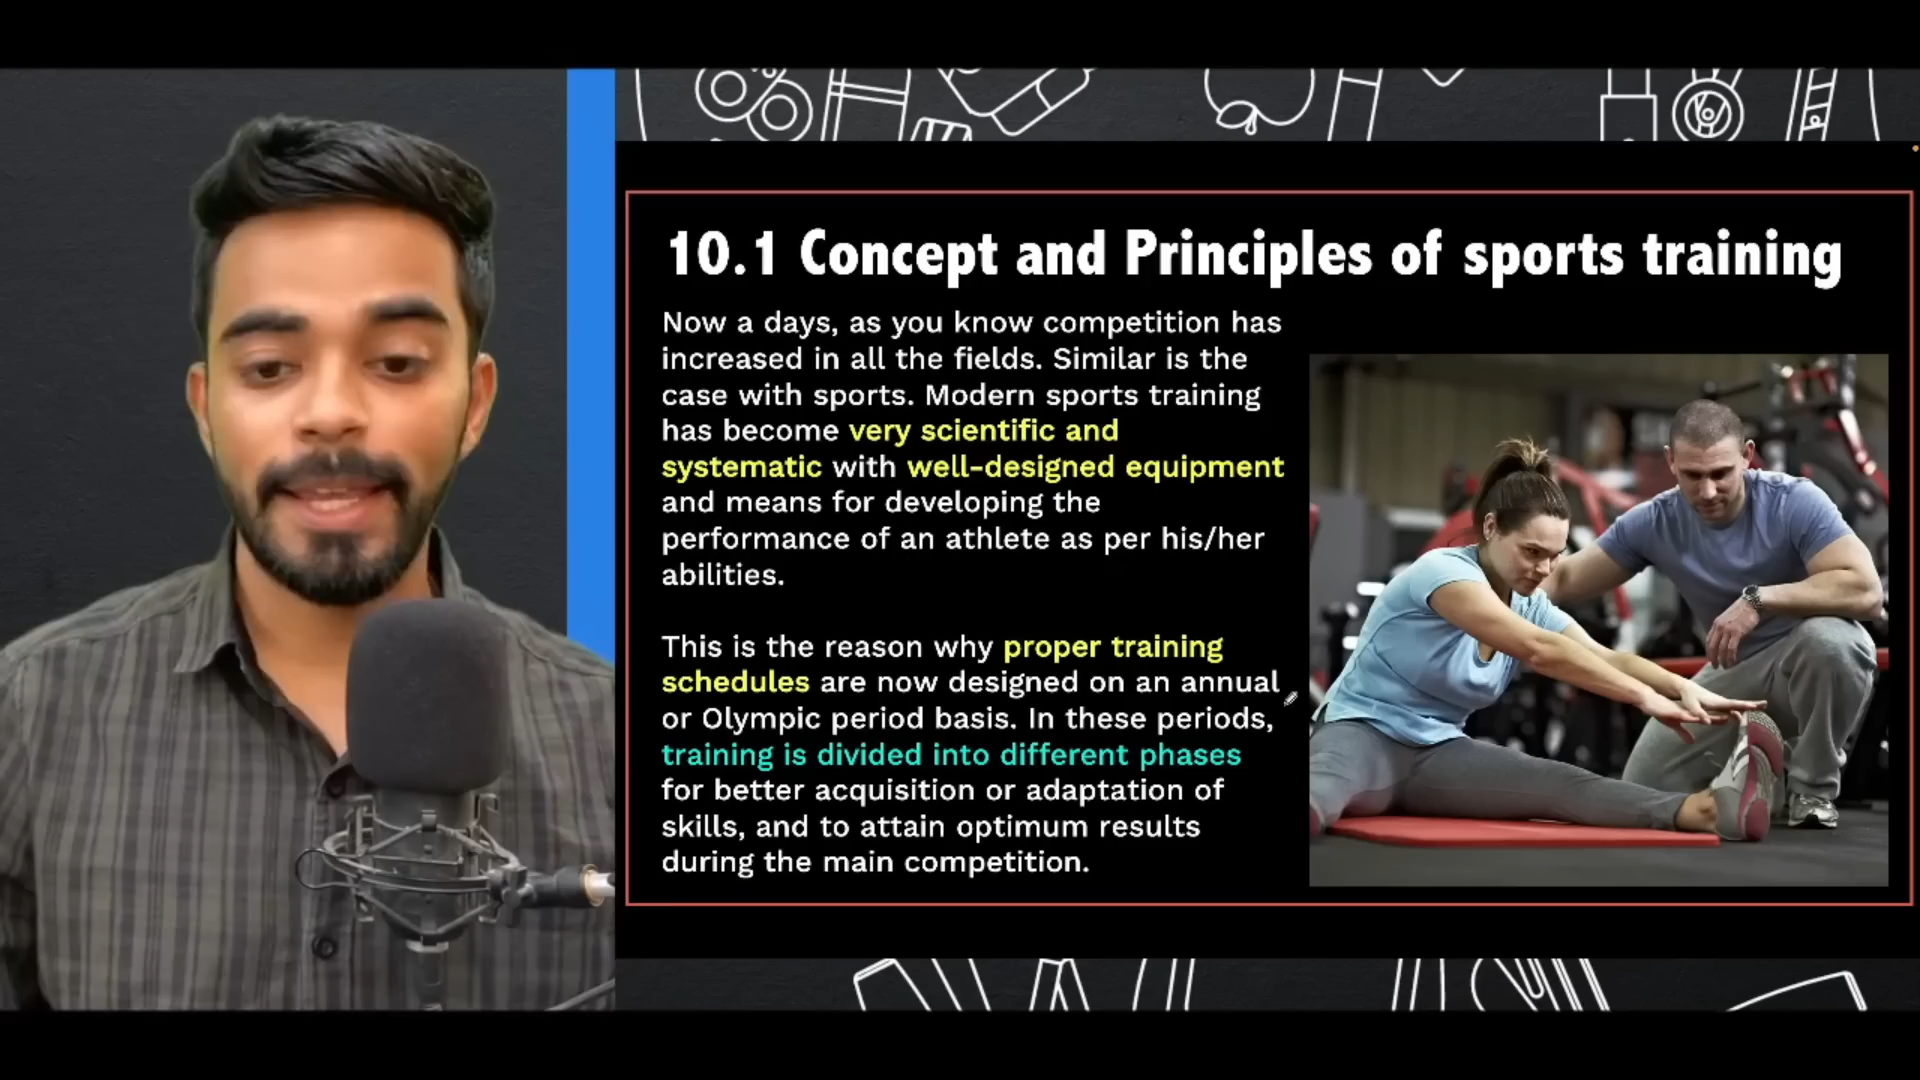 10.1 Concept and Principles of sports training
Now a days, as you know competition has
increased in all the fields. Similar is the
case with sports. Modern sports training
has become very scientific and
systematic with well-designed equipment
and means for developing the
performance of an athlete as per his/her
abilities.
This is the reason why proper training
schedules are now designed on an annual
or Olympic period basis. In these periods,
training is divided into different phases
for better acquisition or adaptation of
skills, and to attain optimum results
during the main competition.